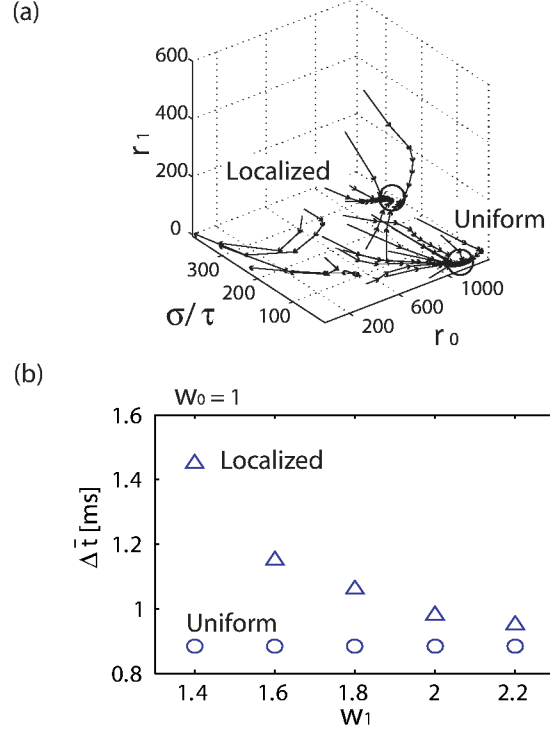 (a)
600
400
200
0
r1
Localized
Uniform
300
200
100
σ/τ
200
600
1000
r0
(b)
W0 = 1
1.6
1.4
1.2
1
0.8
Δ t̄ [ms]
Localized
Uniform
1.4
1.6
1.8
2
2.2
W1